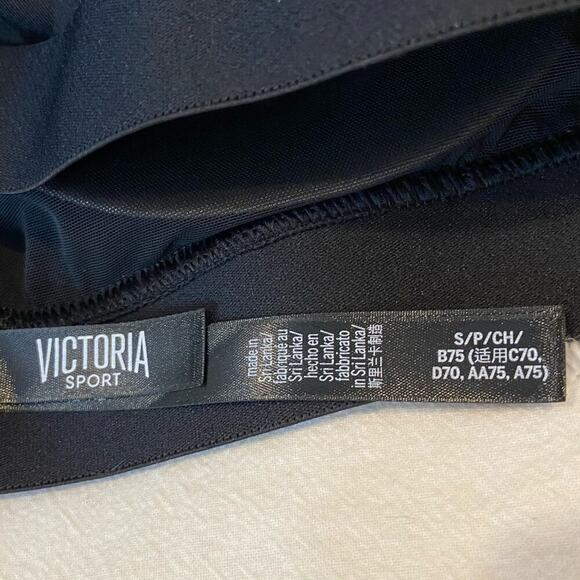 VICTORIA
SPORT
made in
Sri Lanka/
fabriqué au
Sri Lanka/
hecho en
Sri Lanka/
fabbricato
in Sri Lanka/
斯里兰卡制造
S/P/CH/
B75 (适用C70,
D70, AA75, A75)